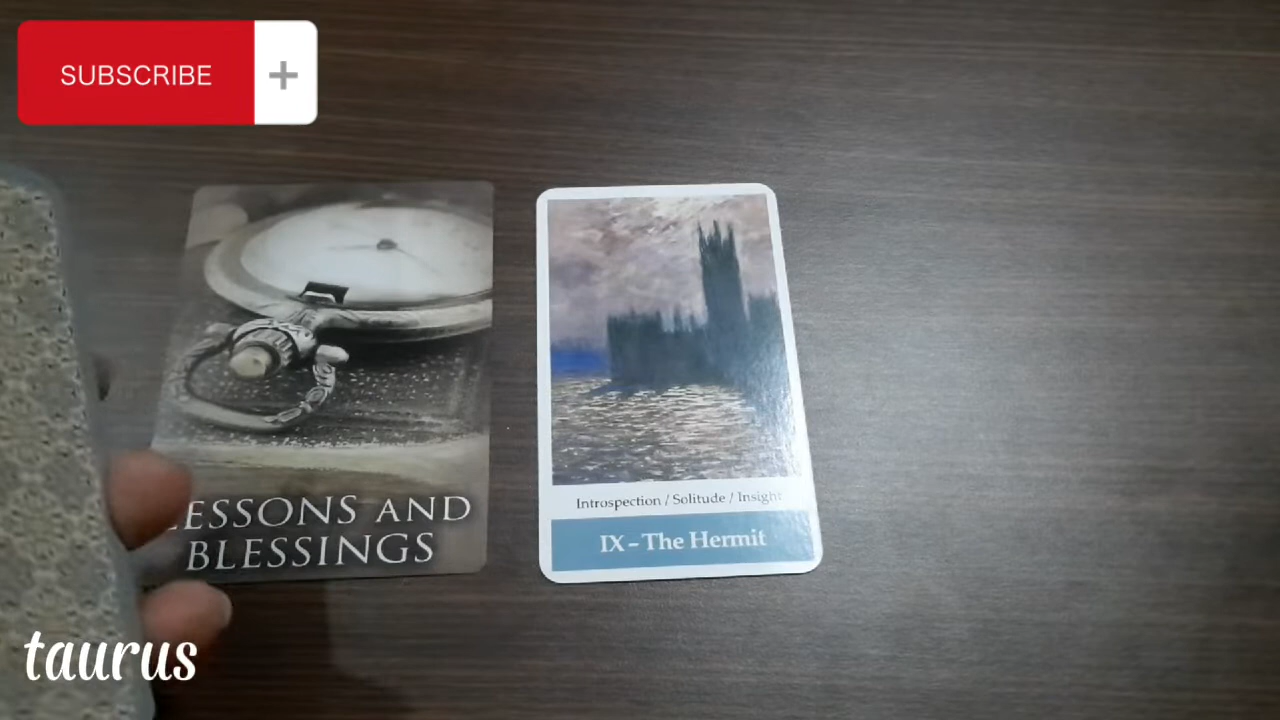 SUBSCRIBE +
LESSONS AND
BLESSINGS
Introspection / Solitude / Insight
IX – The Hermit
taurus